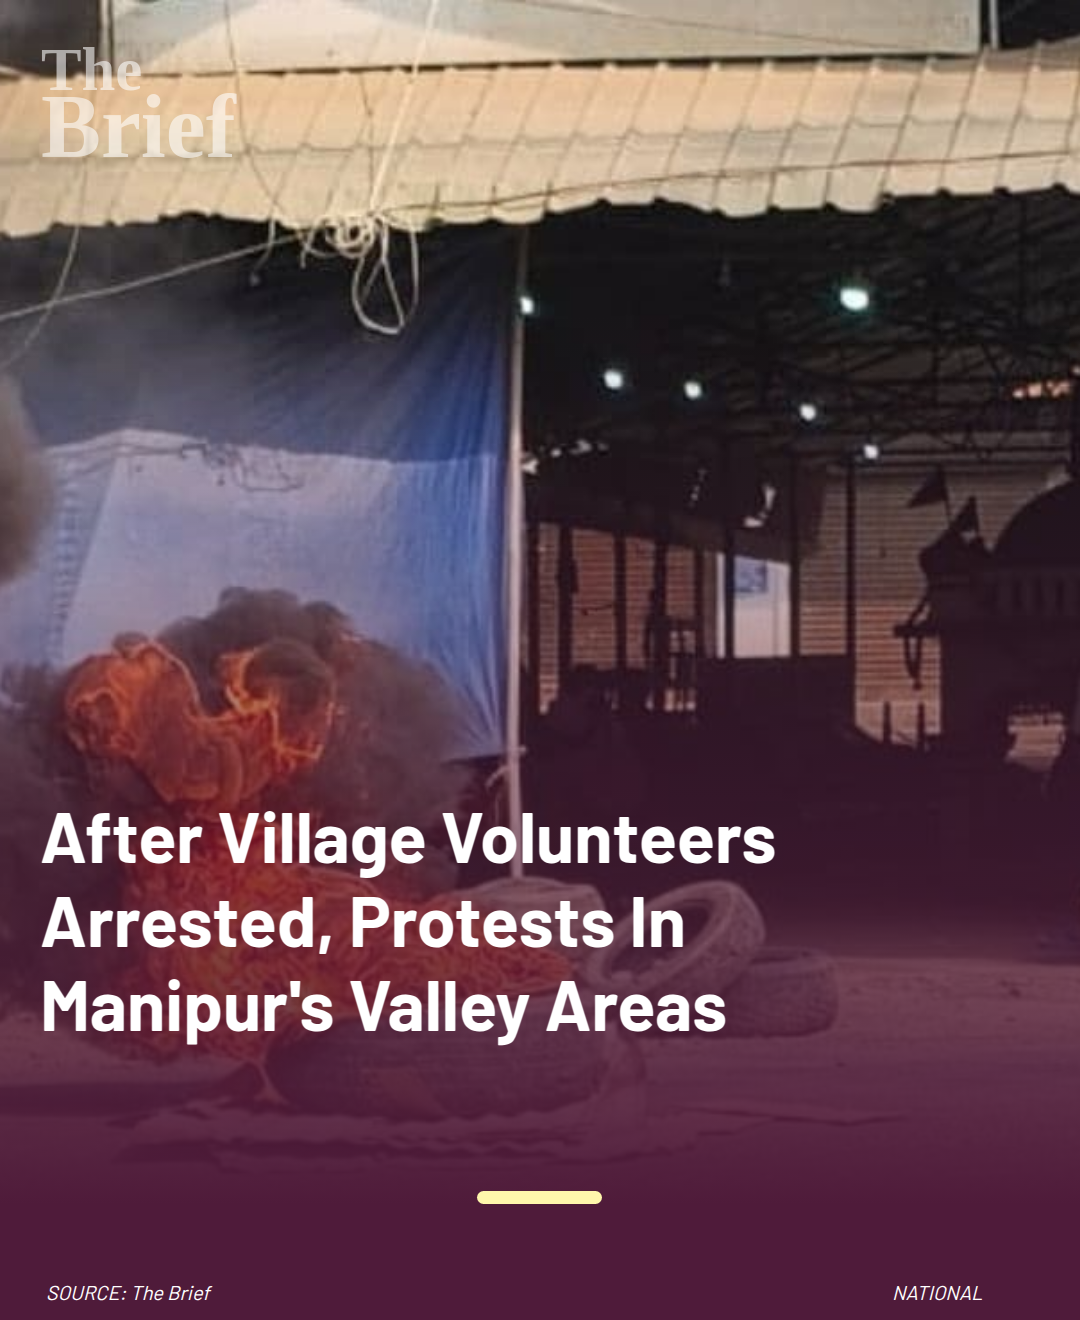 The
Brief
After Village Volunteers
Arrested, Protests In
Manipur's Valley Areas
SOURCE: The Brief
NATIONAL